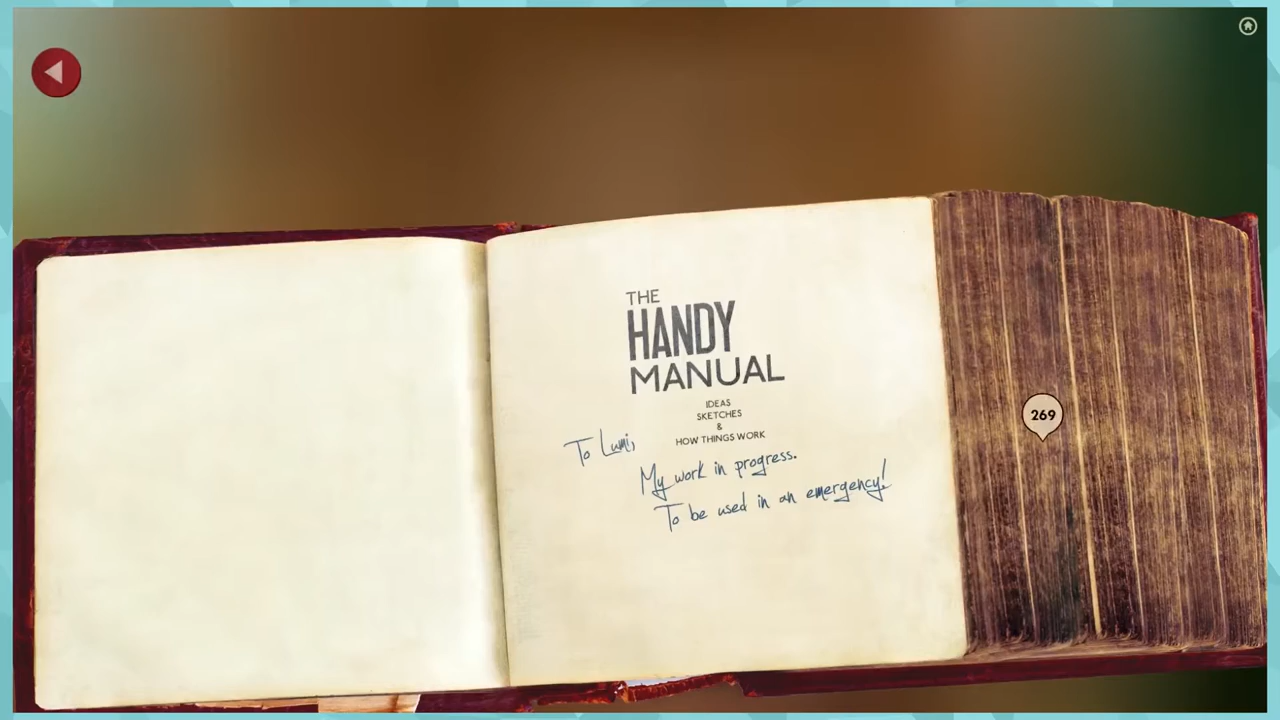 THE
HANDY
MANUAL
IDEAS
SKETCHES
&
HOW THINGS WORK
To Lumi,
My work in progress.
To be used in an emergency!
269